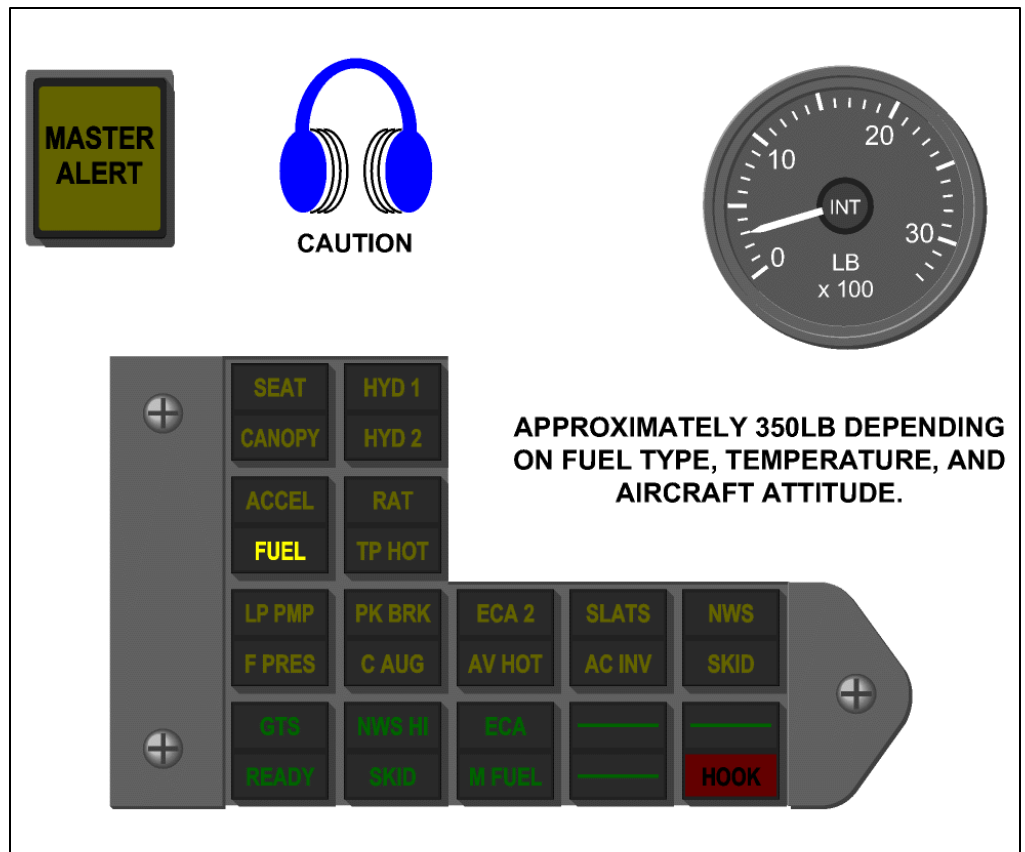 MASTER
ALERT
CAUTION
10
20
INT
0
30
LB
x 100
SEAT
HYD 1
CANOPY
HYD 2
APPROXIMATELY 350LB DEPENDING
ON FUEL TYPE, TEMPERATURE, AND
AIRCRAFT ATTITUDE.
ACCEL
RAT
FUEL
TP HOT
LP PMP
PK BRK
ECA 2
SLATS
NWS
F PRES
C AUG
AV HOT
AC INV
SKID
GTS
NWS HI
ECA
READY
SKID
M FUEL
HOOK